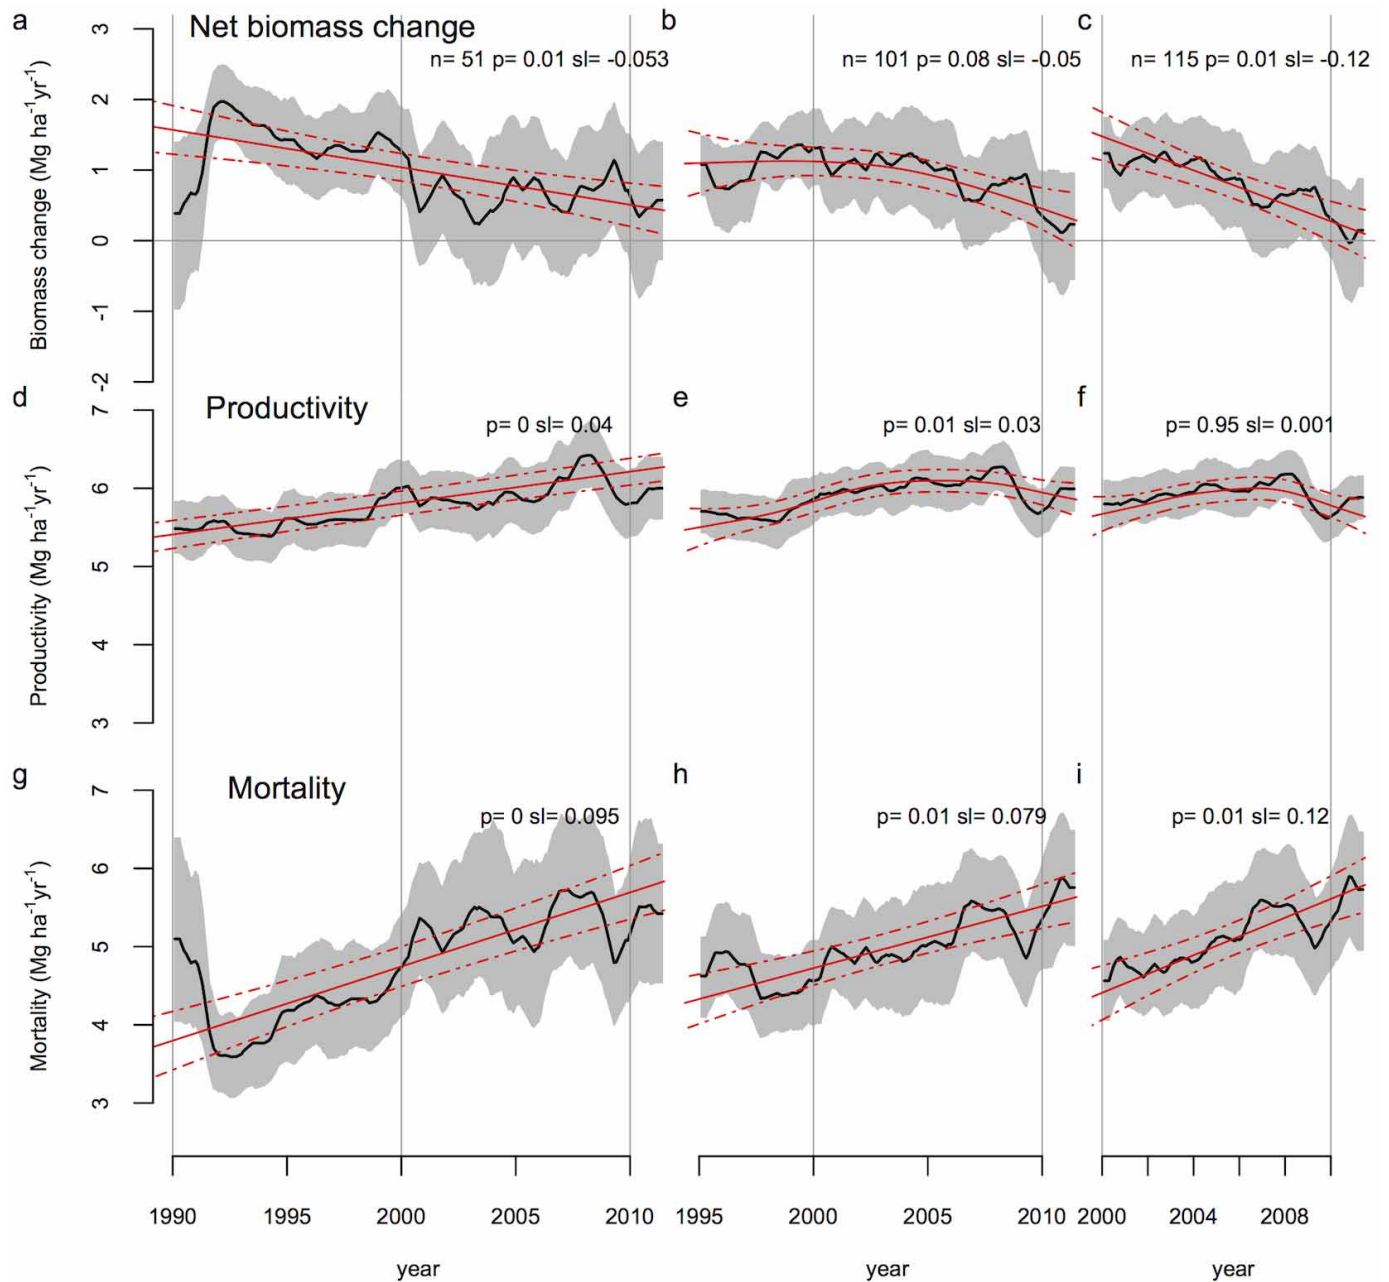 a
b
c
Net biomass change
n= 51 p= 0.01 sl= -0.053
n= 101 p= 0.08 sl= -0.05
n= 115 p= 0.01 sl= -0.12
Biomass change (Mg ha⁻¹yr⁻¹)
3
2
1
0
-1
-2
d
e
f
Productivity
p= 0 sl= 0.04
p= 0.01 sl= 0.03
p= 0.95 sl= 0.001
Productivity (Mg ha⁻¹yr⁻¹)
7
6
5
4
3
g
h
i
Mortality
p= 0 sl= 0.095
p= 0.01 sl= 0.079
p= 0.01 sl= 0.12
Mortality (Mg ha⁻¹yr⁻¹)
7
6
5
4
3
1990 1995 2000 2005 2010
1995 2000 2005 2010
2000 2004 2008
year
year
year